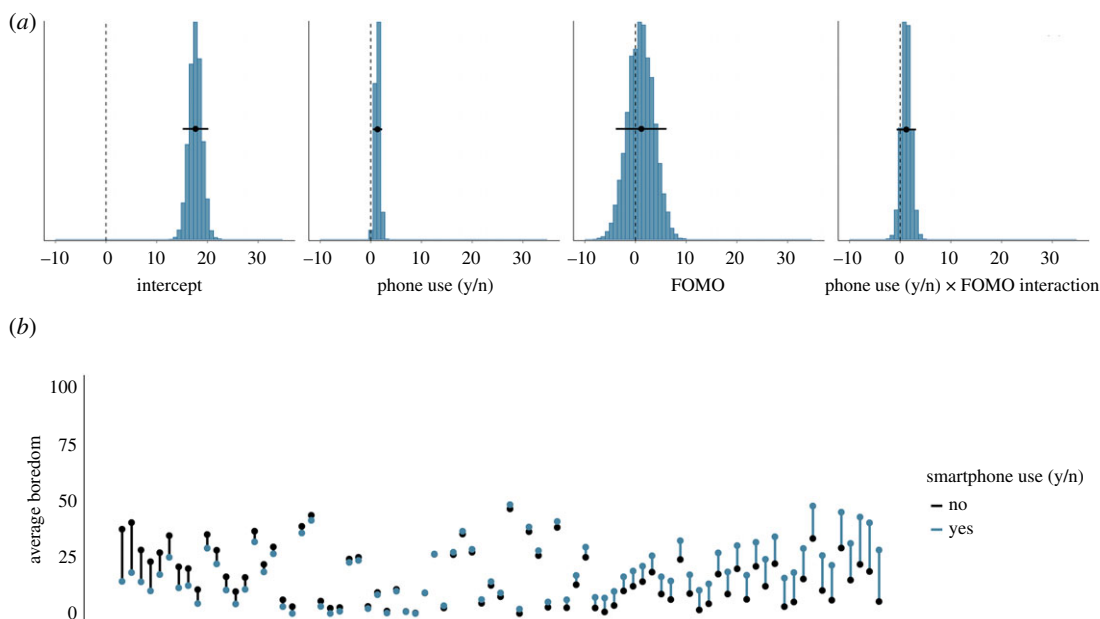 (a)
–10 0 10 20 30
intercept
–10 0 10 20 30
phone use (y/n)
–10 0 10 20 30
FOMO
–10 0 10 20 30
phone use (y/n) × FOMO interaction
(b)
100
75
50
25
0
average boredom
smartphone use (y/n)
no
yes